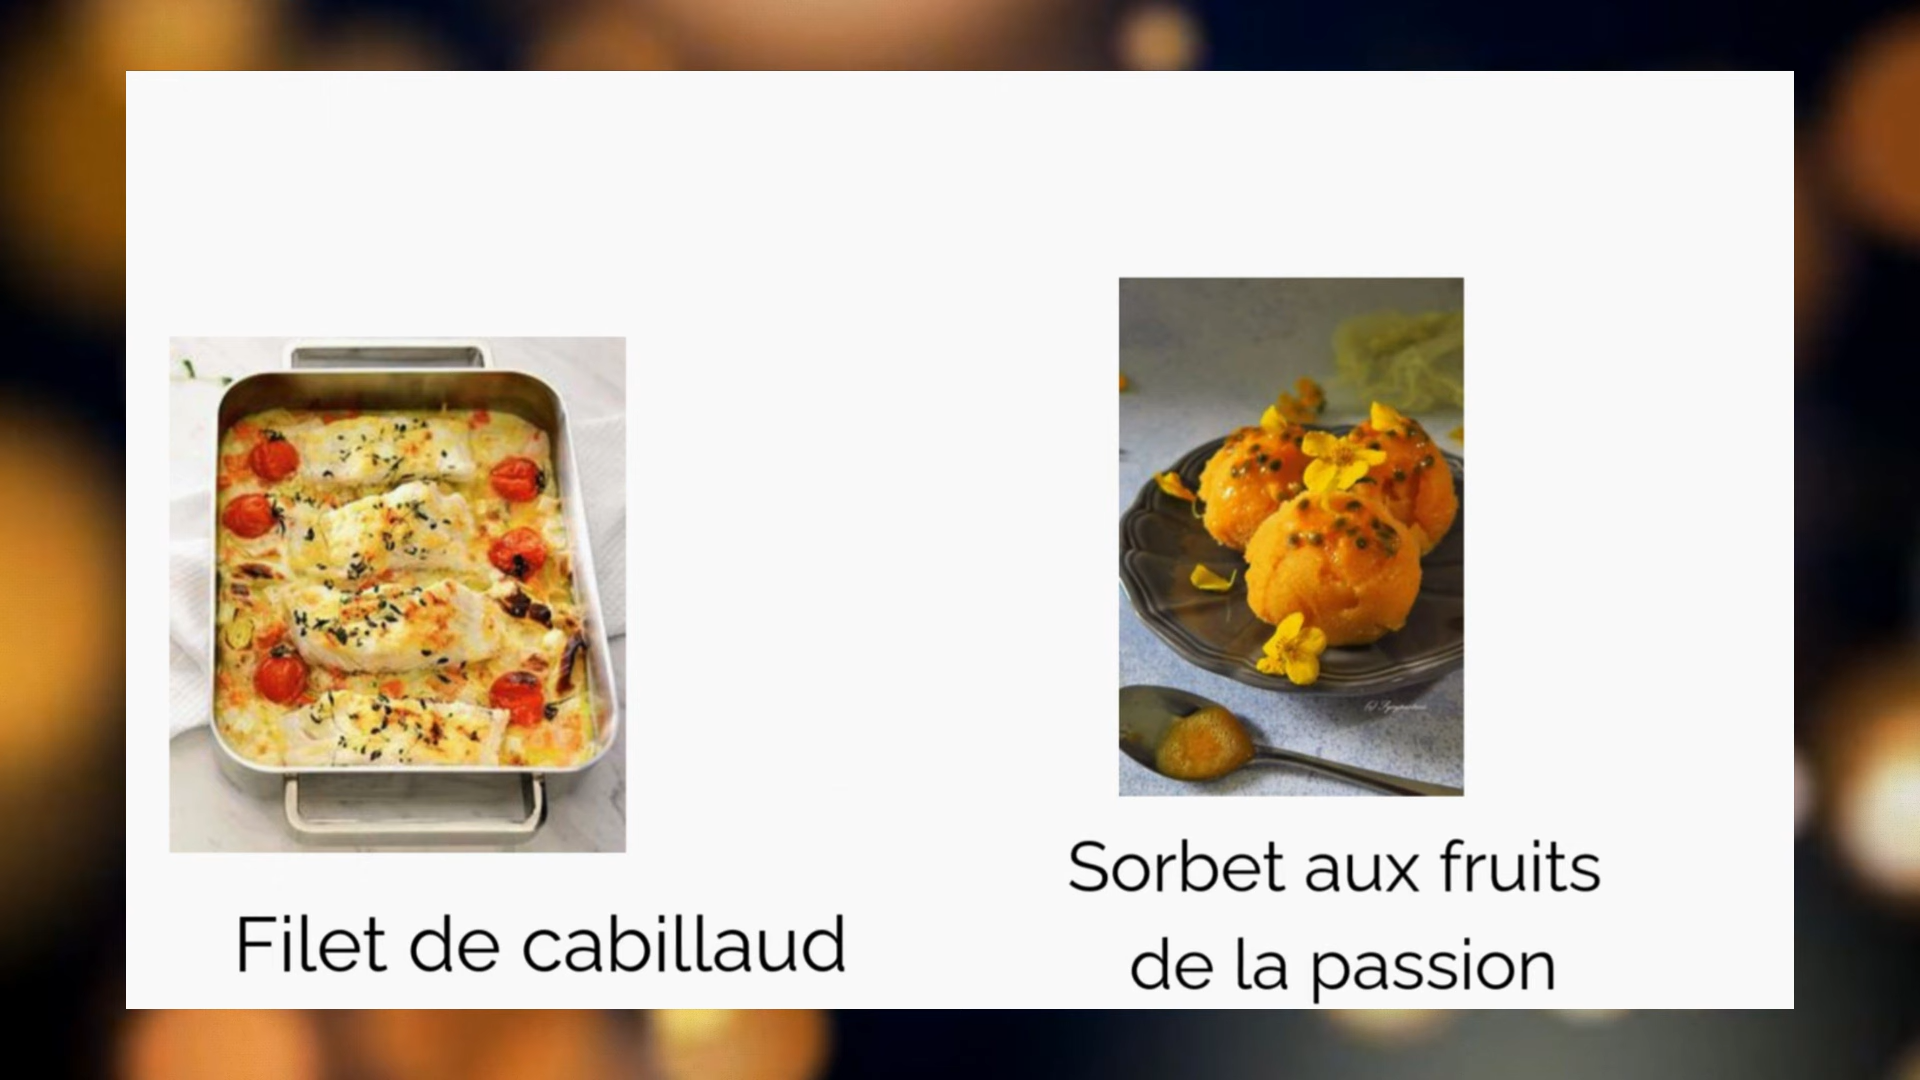 Filet de cabillaud
Sorbet aux fruits
de la passion